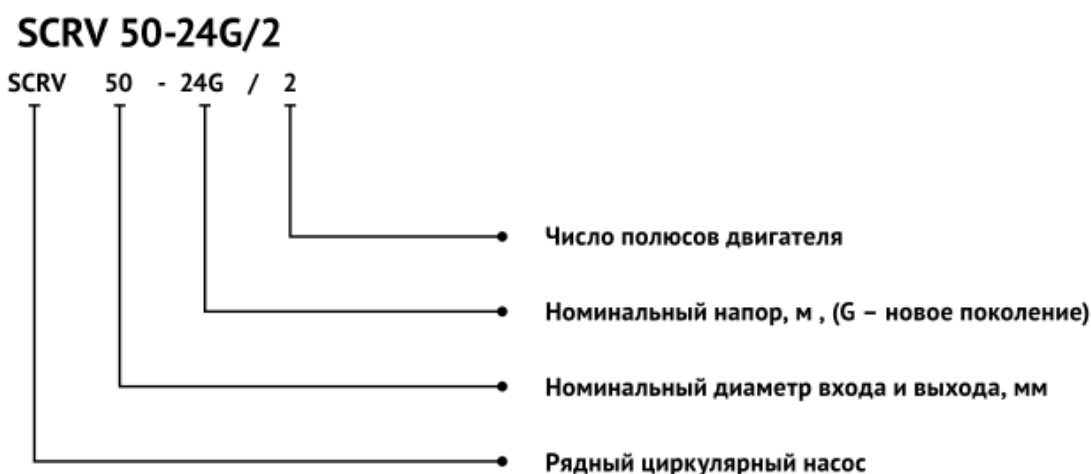 SCRV 50-24G/2
SCRV 50 - 24G / 2
Число полюсов двигателя
Номинальный напор, м , (G – новое поколение)
Номинальный диаметр входа и выхода, мм
Рядный циркулярный насос